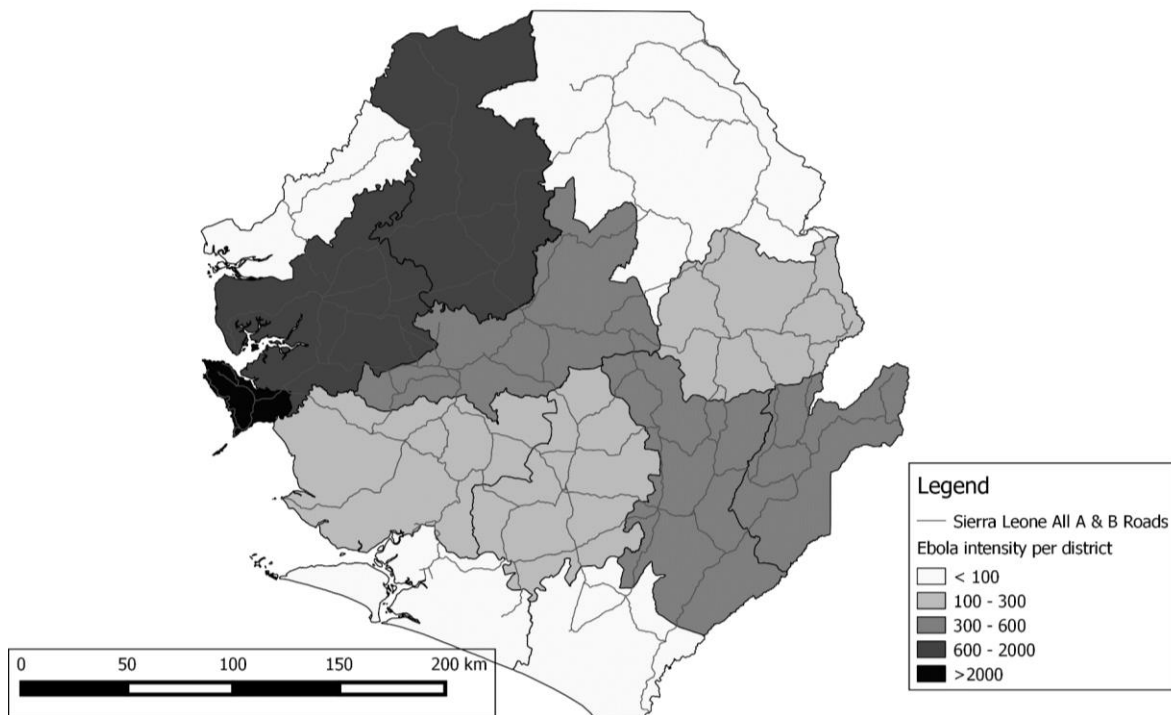 Legend
Sierra Leone All A & B Roads
Ebola intensity per district
< 100
100 - 300
300 - 600
600 - 2000
>2000
0 50 100 150 200 km